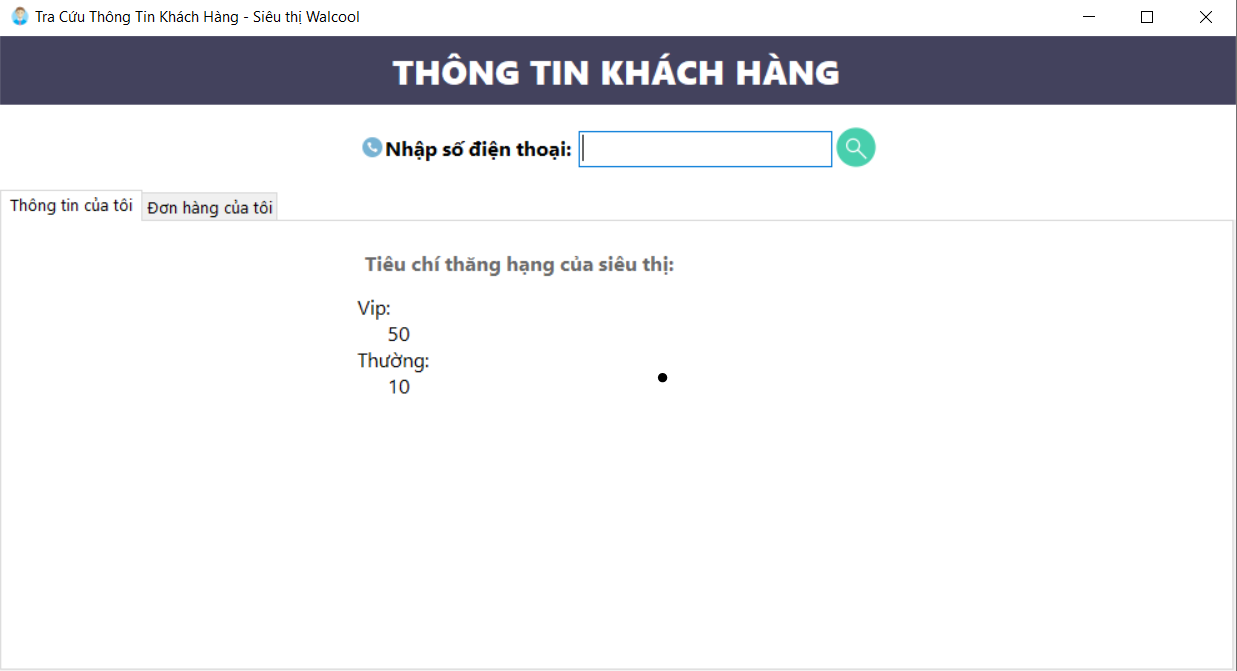 Tra Cứu Thông Tin Khách Hàng - Siêu thị Walcool
THÔNG TIN KHÁCH HÀNG
Nhập số điện thoại:
Thông tin của tôi Đơn hàng của tôi
Tiêu chí thăng hạng của siêu thị:
Vip:
50
Thường:
10